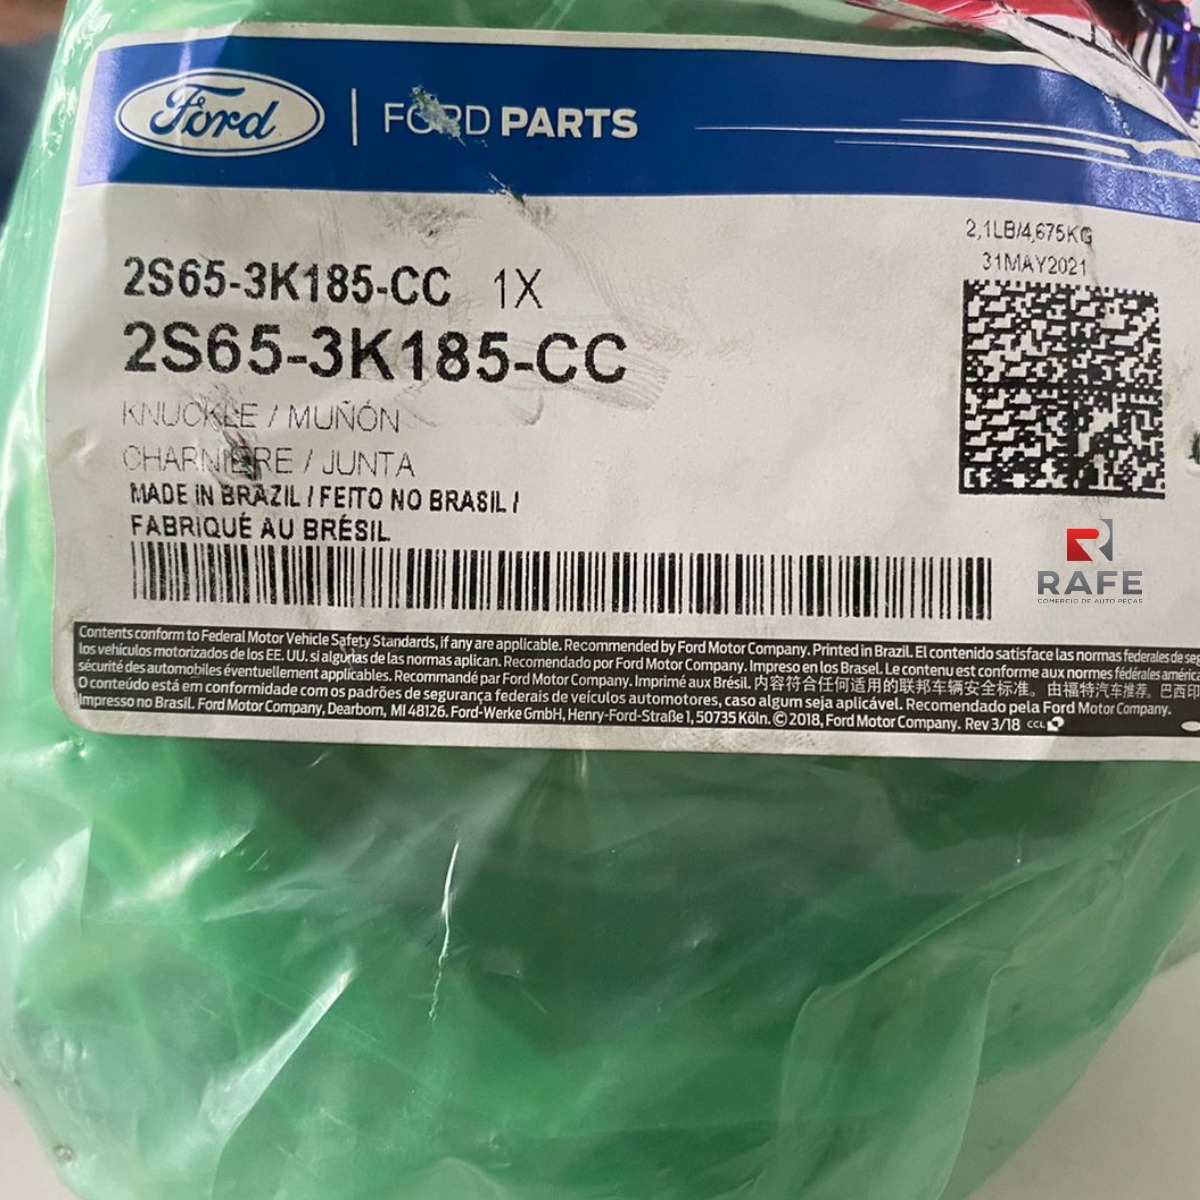 Ford | FORD PARTS
2,1LB/4,675KG
31MAY2021
2S65-3K185-CC 1X
2S65-3K185-CC
KNUCKLE / MUÑÓN
CHARNIERE / JUNTA
MADE IN BRAZIL / FEITO NO BRASIL /
FABRIQUÉ AU BRÉSIL
RAFE
COMERCIO DE AUTO PEÇAS
Contents conform to Federal Motor Vehicle Safety Standards, if any are applicable. Recommended by Ford Motor Company. Printed in Brazil. El contenido satisface las normas federales de
los vehículos motorizados de los EE. UU. si algunas de las normas aplican. Recomendado por Ford Motor Company. Impreso en los Brasel. Le contenu est conforme aux normes fédérales
sécurité des automobiles éventuellement applicables. Recommandé par Ford Motor Company. Imprimé aux Brésil. 内容符合任何适用的联邦车辆安全标准。 由福特汽车推荐。巴西
O conteúdo está em conformidade com os padrões de segurança federais de veículos automotores, caso algum seja aplicável. Recomendado pela Ford Motor Company.
Impresso no Brasil. Ford Motor Company, Dearborn, MI 48126. Ford-Werke GmbH, Henry-Ford-Straße 1, 50735 Köln. © 2018, Ford Motor Company. Rev 3/18 CCL